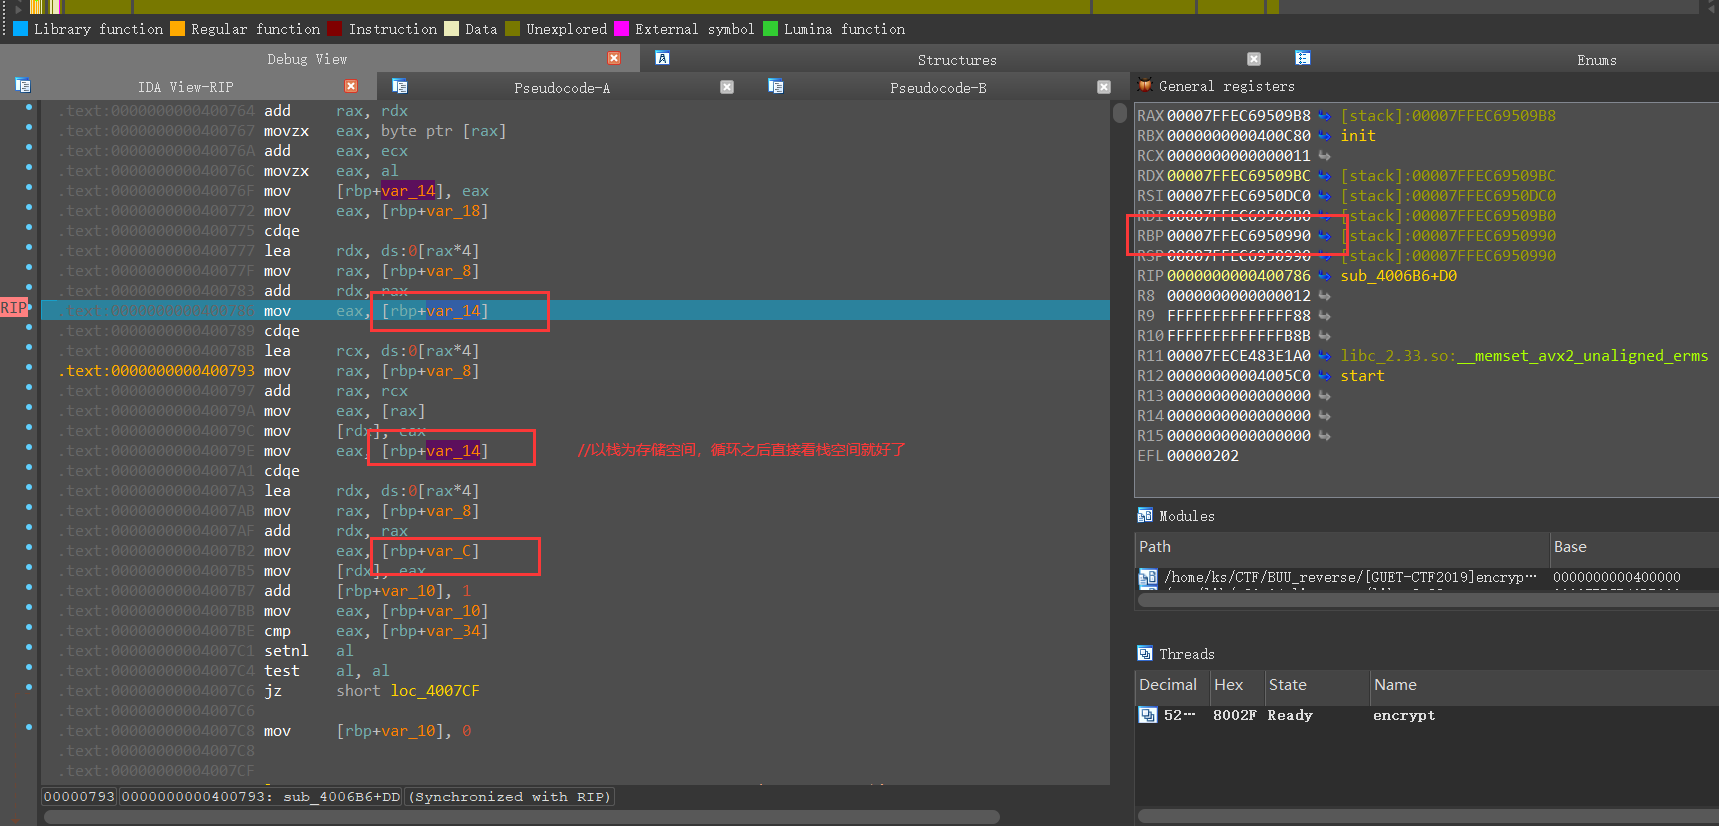 Library function Regular function Instruction Data Unexplored External symbol Lumina function
Debug View Structures Enums
IDA View-RIP Pseudocode-A Pseudocode-B General registers
.text:0000000000400764 add rax, rdx
.text:0000000000400767 movzx eax, byte ptr [rax]
.text:000000000040076A add eax, ecx
.text:000000000040076C movzx eax, al
.text:000000000040076F mov [rbp+var_14], eax
.text:0000000000400772 mov eax, [rbp+var_18]
.text:0000000000400775 cdqe
.text:0000000000400777 lea rdx, ds:0[rax*4]
.text:000000000040077F mov rax, [rbp+var_8]
.text:0000000000400783 add rdx, rax
RIP .text:0000000000400786 mov eax, [rbp+var_14]
.text:0000000000400789 cdqe
.text:000000000040078B lea rcx, ds:0[rax*4]
.text:0000000000400793 mov rax, [rbp+var_8]
.text:0000000000400797 add rax, rcx
.text:000000000040079A mov eax, [rax]
.text:000000000040079C mov [rdx], eax
.text:000000000040079E mov eax, [rbp+var_14] //以栈为存储空间，循环之后直接看栈空间就好了
.text:00000000004007A1 cdqe
.text:00000000004007A3 lea rdx, ds:0[rax*4]
.text:00000000004007AB mov rax, [rbp+var_8]
.text:00000000004007AF add rdx, rax
.text:00000000004007B2 mov eax, [rbp+var_C]
.text:00000000004007B5 mov [rdx], eax
.text:00000000004007B7 add [rbp+var_10], 1
.text:00000000004007BB mov eax, [rbp+var_10]
.text:00000000004007BE cmp eax, [rbp+var_34]
.text:00000000004007C1 setnl al
.text:00000000004007C4 test al, al
.text:00000000004007C6 jz short loc_4007CF
.text:00000000004007C6
.text:00000000004007C8 mov [rbp+var_10], 0
.text:00000000004007C8
.text:00000000004007CF
00000793 0000000000400793: sub_4006B6+DD (Synchronized with RIP)
RAX 00007FFEC69509B8 [stack]:00007FFEC69509B8
RBX 0000000000400C80 init
RCX 0000000000000011
RDX 00007FFEC69509BC [stack]:00007FFEC69509BC
RSI 00007FFEC6950DC0 [stack]:00007FFEC6950DC0
RDI 00007FFEC69509B0 [stack]:00007FFEC69509B0
RBP 00007FFEC6950990 [stack]:00007FFEC6950990
RSP 00007FFEC6950990 [stack]:00007FFEC6950990
RIP 0000000000400786 sub_4006B6+D0
R8 0000000000000012
R9 FFFFFFFFFFFFFF88
R10 FFFFFFFFFFFFFB8B
R11 00007FECE483E1A0 libc_2.33.so:__memset_avx2_unaligned_erms
R12 00000000004005C0 start
R13 0000000000000000
R14 0000000000000000
R15 0000000000000000
EFL 00000202
Modules
Path Base
/home/ks/CTF/BUU_reverse/[GUET-CTF2019]encryp… 0000000000400000
Threads
Decimal Hex State Name
52… 8002F Ready encrypt